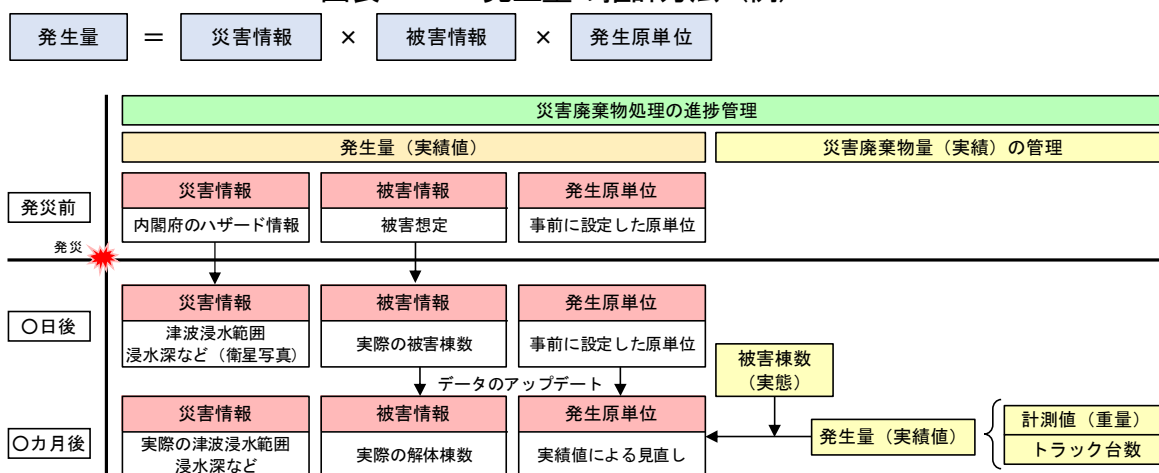 発生量 ＝ 災害情報 × 被害情報 × 発生原単位
災害廃棄物処理の進捗管理
発生量（実績値）
災害廃棄物量（実績）の管理
発災前
災害情報
内閣府のハザード情報
被害情報
被害想定
発生原単位
事前に設定した原単位
発災
〇日後
災害情報
津波浸水範囲
浸水深など（衛星写真）
被害情報
実際の被害棟数
発生原単位
事前に設定した原単位
被害棟数
（実態）
データのアップデート
〇カ月後
災害情報
実際の津波浸水範囲
浸水深など
被害情報
実際の解体棟数
発生原単位
実績値による見直し
発生量（実績値）
計測値（重量）
トラック台数